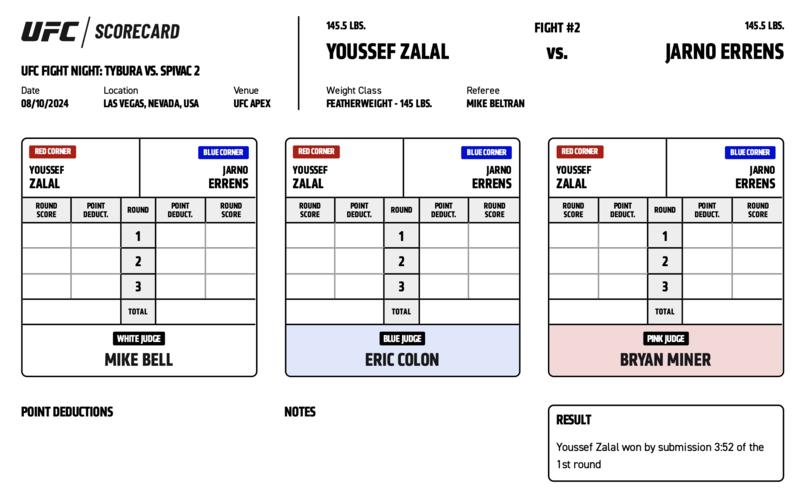 UFC / SCORECARD
UFC FIGHT NIGHT: TYBURA VS. SPIVAC 2
Date Location Venue
08/10/2024 LAS VEGAS, NEVADA, USA UFC APEX
145.5 LBS. FIGHT #2 145.5 LBS.
YOUSSEF ZALAL VS. JARNO ERRENS
Weight Class Referee
FEATHERWEIGHT - 145 LBS. MIKE BELTRAN
RED CORNER BLUE CORNER
YOUSSEF JARNO
ZALAL ERRENS
ROUND POINT ROUND POINT ROUND
SCORE DEDUCT. DEDUCT. SCORE
1
2
3
TOTAL
WHITE JUDGE
MIKE BELL
RED CORNER BLUE CORNER
YOUSSEF JARNO
ZALAL ERRENS
ROUND POINT ROUND POINT ROUND
SCORE DEDUCT. DEDUCT. SCORE
1
2
3
TOTAL
BLUE JUDGE
ERIC COLON
RED CORNER BLUE CORNER
YOUSSEF JARNO
ZALAL ERRENS
ROUND POINT ROUND POINT ROUND
SCORE DEDUCT. DEDUCT. SCORE
1
2
3
TOTAL
PINK JUDGE
BRYAN MINER
POINT DEDUCTIONS
NOTES
RESULT
Youssef Zalal won by submission 3:52 of the
1st round